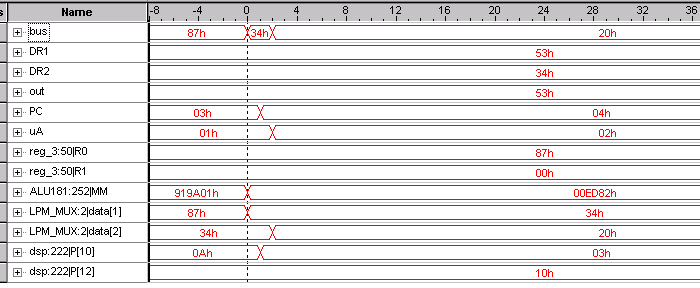 s Name -8 -4 0 4 8 12 16 20 24 28 32 36
bus 87h 34h 20h
DR1 53h
DR2 34h
out 53h
PC 03h 04h
uA 01h 02h
reg_3:50|R0 87h
reg_3:50|R1 00h
ALU181:252|MM 919A01h 00ED82h
LPM_MUX:2|data[1] 87h 34h
LPM_MUX:2|data[2] 34h 20h
dsp:222|P[10] 0Ah 03h
dsp:222|P[12] 10h